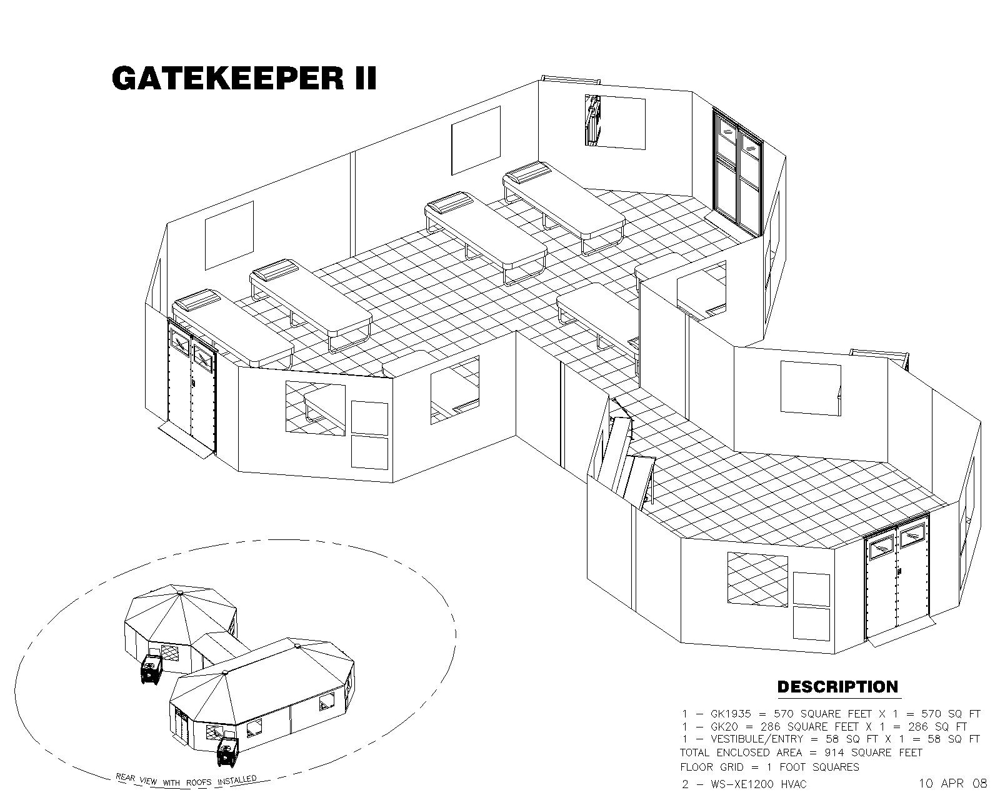 GATEKEEPER II
REAR VIEW WITH ROOFS INSTALLED
DESCRIPTION
1 - GK1935 = 570 SQUARE FEET X 1 = 570 SQ FT
1 - GK20 = 286 SQUARE FEET X 1 = 286 SQ FT
1 - VESTIBULE/ENTRY = 58 SQ FT X 1 = 58 SQ FT
TOTAL ENCLOSED AREA = 914 SQUARE FEET
FLOOR GRID = 1 FOOT SQUARES
2 - WS-XE1200 HVAC
10 APR 08